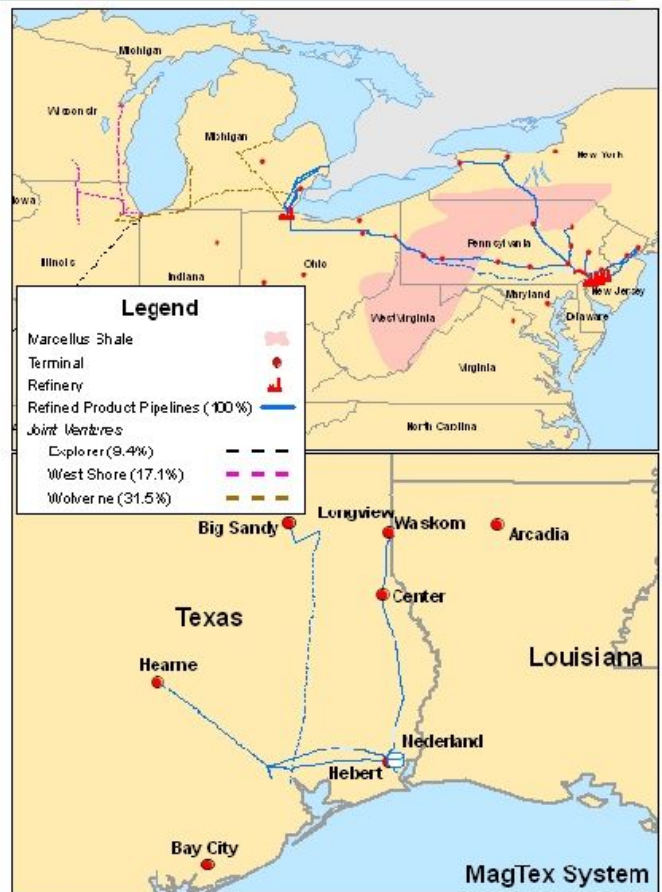 Michigan
Wisconsin
Michigan
New York
Iowa
Pennsylvania
Illinois
Ohio
Indiana
New Jersey
Maryland
West Virginia
Delaware
Virginia
North Carolina
Legend
Marcellus Shale
Terminal
Refinery
Refined Product Pipelines (100%)
Joint Ventures
Explorer (9.4%)
West Shore (17.1%)
Wolverine (31.5%)
Longview
Big Sandy
Waskom
Arcadia
Center
Texas
Louisiana
Hearne
Nederland
Hebert
Bay City
MagTex System